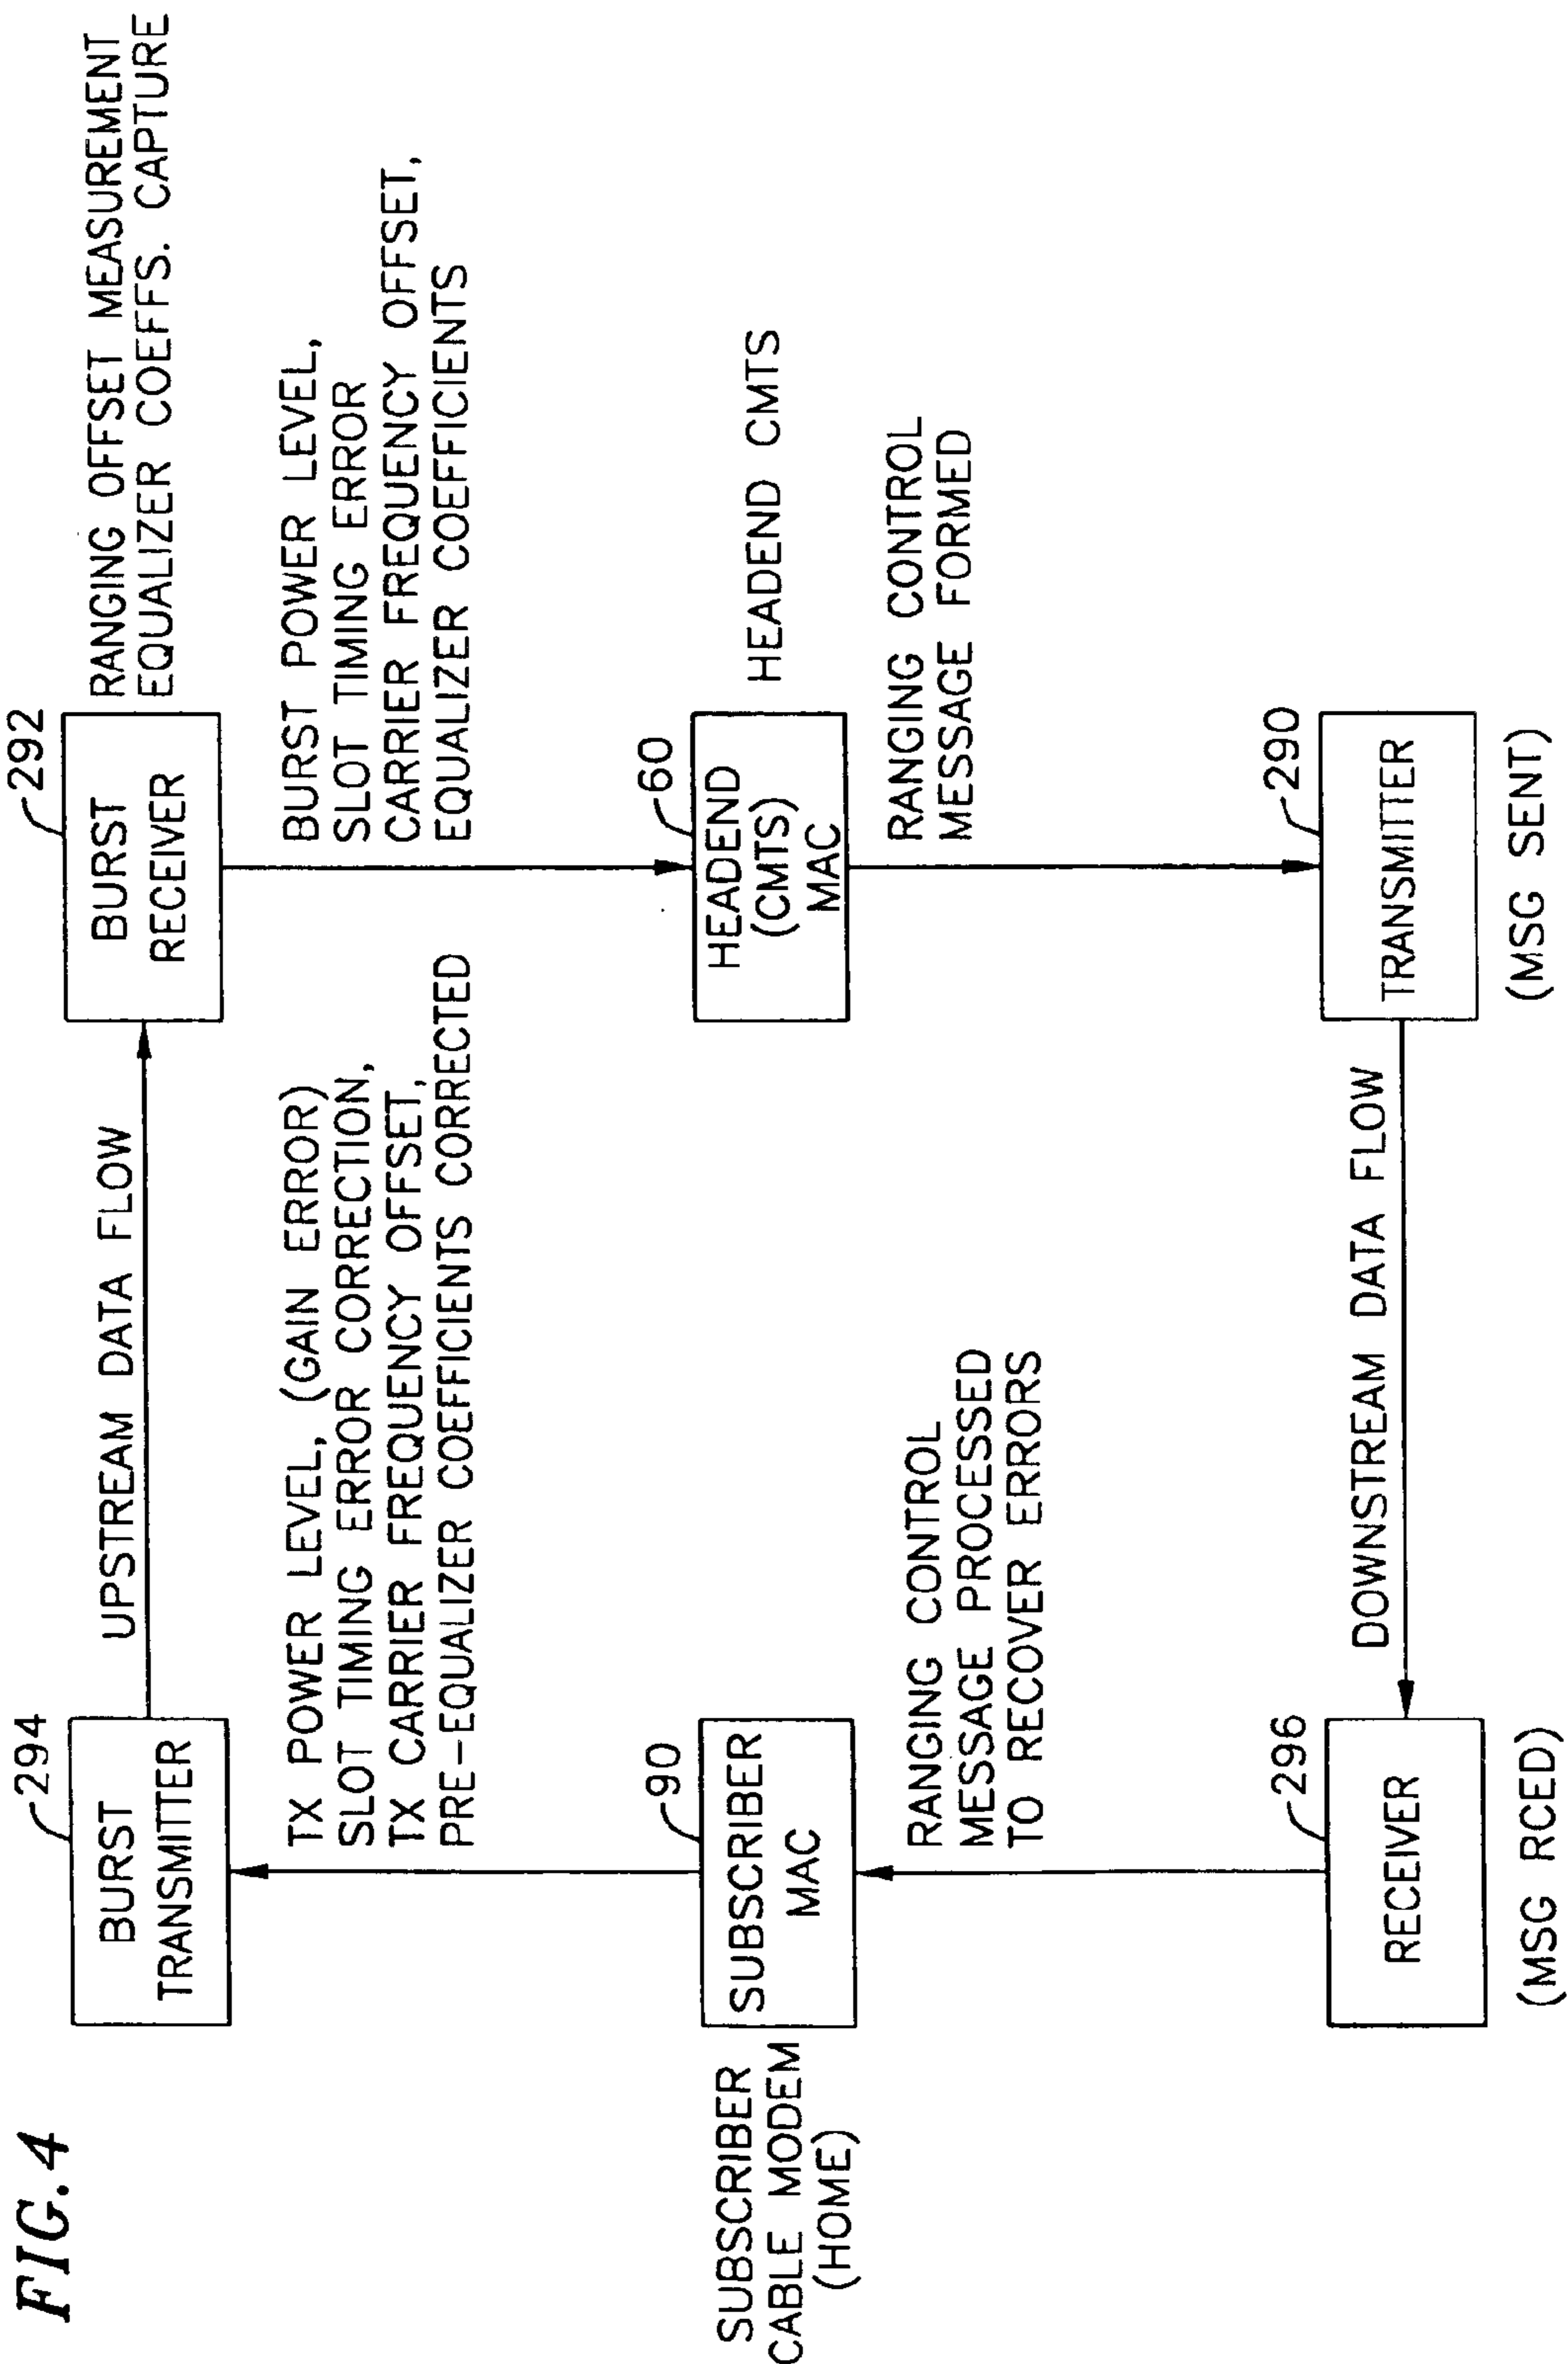 FIG. 4
294
BURST
TRANSMITTER
UPSTREAM DATA FLOW
292
BURST
RECEIVER
RANGING OFFSET MEASUREMENT
EQUALIZER COEFFS. CAPTURE
TX POWER LEVEL, (GAIN ERROR)
SLOT TIMING ERROR CORRECTION,
TX CARRIER FREQUENCY OFFSET,
PRE-EQUALIZER COEFFICIENTS CORRECTED
BURST POWER LEVEL,
SLOT TIMING ERROR
CARRIER FREQUENCY OFFSET,
EQUALIZER COEFFICIENTS
SUBSCRIBER
CABLE MODEM
(HOME)
90
SUBSCRIBER
MAC
60
HEADEND
(CMTS)
MAC
HEADEND CMTS
RANGING CONTROL
MESSAGE PROCESSED
TO RECOVER ERRORS
RANGING CONTROL
MESSAGE FORMED
296
RECEIVER
(MSG RCED)
DOWNSTREAM DATA FLOW
290
TRANSMITTER
(MSG SENT)